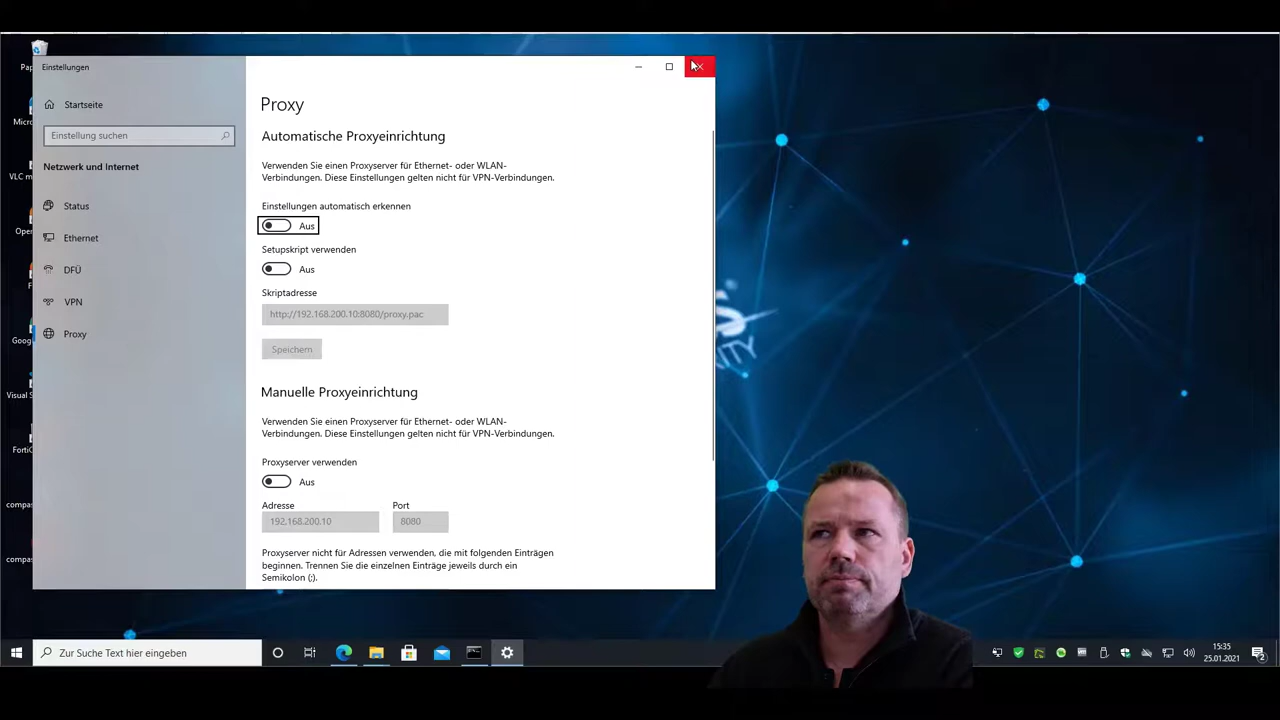 Einstellungen
Startseite
Einstellung suchen
Netzwerk und Internet
Status
Ethernet
DFÜ
VPN
Proxy
Proxy
Automatische Proxyeinrichtung
Verwenden Sie einen Proxyserver für Ethernet- oder WLAN-
Verbindungen. Diese Einstellungen gelten nicht für VPN-Verbindungen.
Einstellungen automatisch erkennen
Aus
Setupskript verwenden
Aus
Skriptadresse
http://192.168.200.10:8080/proxy.pac
Speichern
Manuelle Proxyeinrichtung
Verwenden Sie einen Proxyserver für Ethernet- oder WLAN-
Verbindungen. Diese Einstellungen gelten nicht für VPN-Verbindungen.
Proxyserver verwenden
Aus
Adresse Port
192.168.200.10 8080
Proxyserver nicht für Adressen verwenden, die mit folgenden Einträgen
beginnen. Trennen Sie die einzelnen Einträge jeweils durch ein
Semikolon (;).
Zur Suche Text hier eingeben
15:35
25.01.2021
2